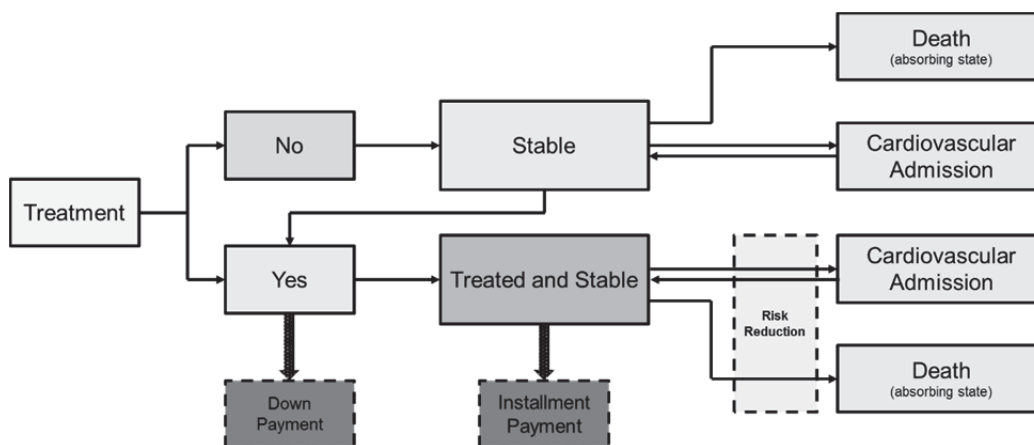 Death
(absorbing state)
No
Stable
Cardiovascular
Admission
Treatment
Yes
Treated and Stable
Cardiovascular
Admission
Risk
Reduction
Down
Payment
Installment
Payment
Death
(absorbing state)